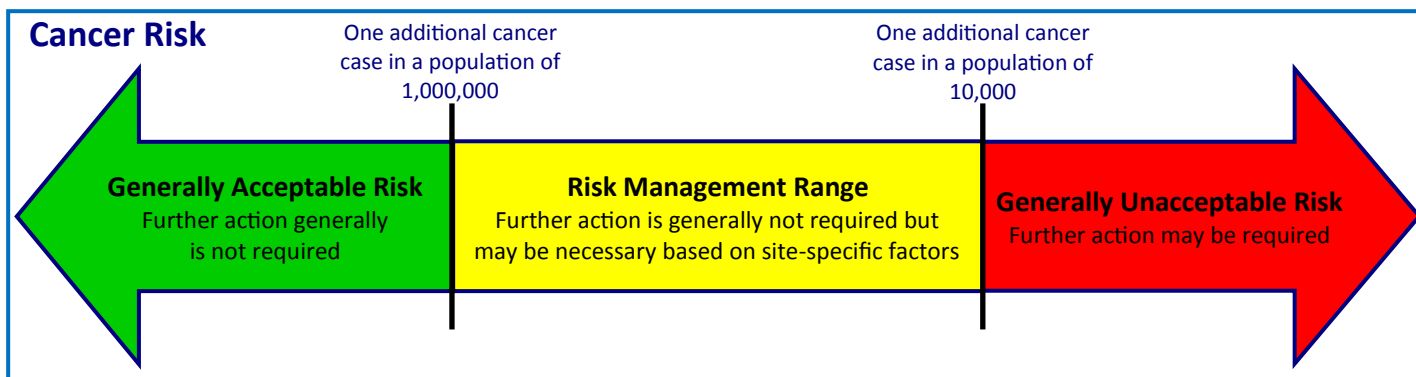 Cancer Risk
One additional cancer
case in a population of
1,000,000
One additional cancer
case in a population of
10,000
Generally Acceptable Risk
Further action generally
is not required
Risk Management Range
Further action is generally not required but
may be necessary based on site-specific factors
Generally Unacceptable Risk
Further action may be required